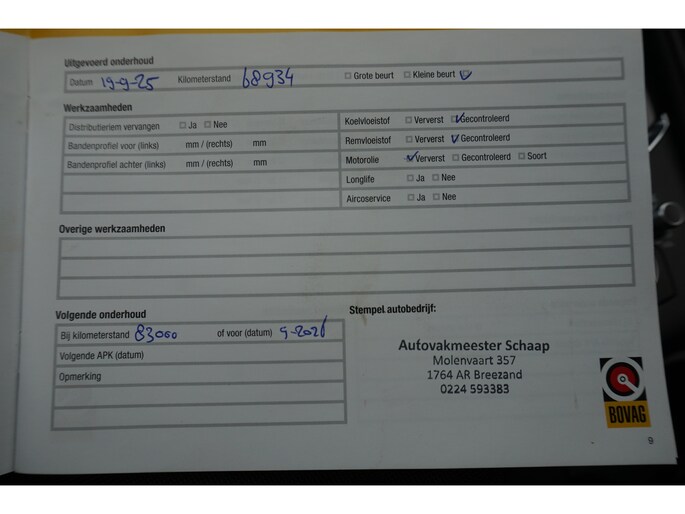 Uitgevoerd onderhoud
Datum 19-9-25 Kilometerstand 68934 Grote beurt Kleine beurt
Werkzaamheden
Distributieriem vervangen Ja Nee
Bandenprofiel voor (links) mm / (rechts) mm
Bandenprofiel achter (links) mm / (rechts) mm
Koelvloeistof Ververst Gecontroleerd
Remvloeistof Ververst Gecontroleerd
Motorolie Ververst Gecontroleerd Soort
Longlife Ja Nee
Aircoservice Ja Nee
Overige werkzaamheden
Volgende onderhoud
Bij kilometerstand 83000 of voor (datum) 9-2026
Volgende APK (datum)
Opmerking
Stempel autobedrijf:
Autovakmeester Schaap
Molenvaart 357
1764 AR Breezand
0224 593383
BOVAG
9